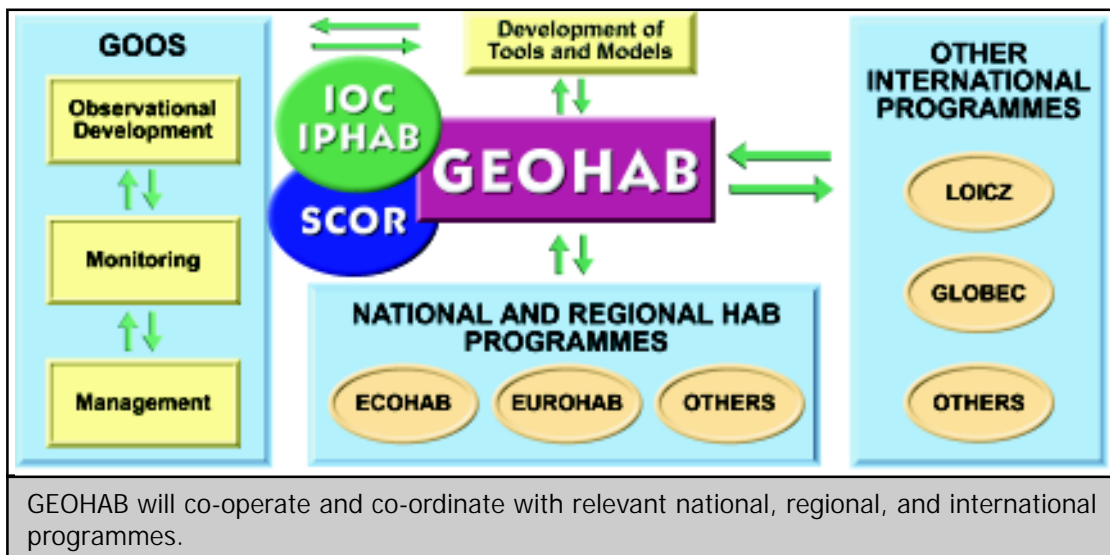 GOOS
Observational
Development
Monitoring
Management
IOC
IPHAB
SCOR
GEOHAB
Development of
Tools and Models
NATIONAL AND REGIONAL HAB
PROGRAMMES
ECOHAB
EUROHAB
OTHERS
OTHER
INTERNATIONAL
PROGRAMMES
LOICZ
GLOBEC
OTHERS
GEOHAB will co-operate and co-ordinate with relevant national, regional, and international
programmes.